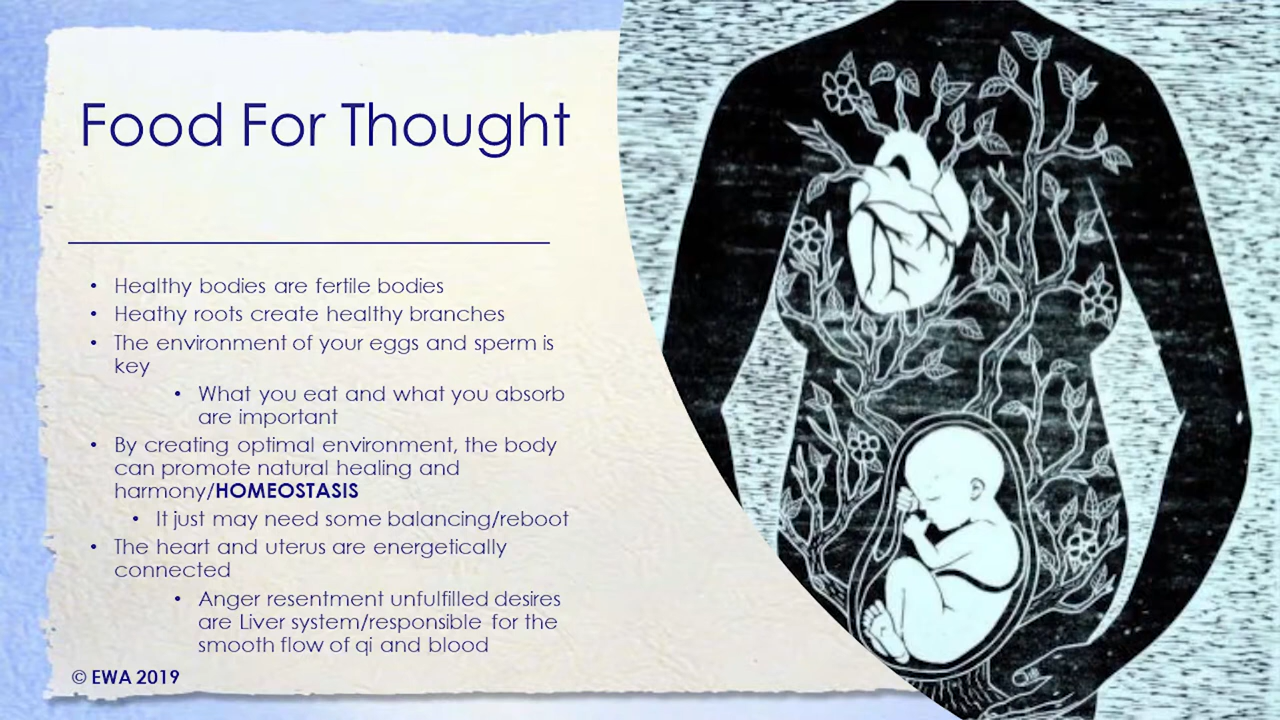 Food For Thought
• Healthy bodies are fertile bodies
• Heathy roots create healthy branches
• The environment of your eggs and sperm is
key
• What you eat and what you absorb
are important
• By creating optimal environment, the body
can promote natural healing and
harmony/HOMEOSTASIS
• It just may need some balancing/reboot
• The heart and uterus are energetically
connected
• Anger resentment unfulfilled desires
are Liver system/responsible for the
smooth flow of qi and blood
© EWA 2019